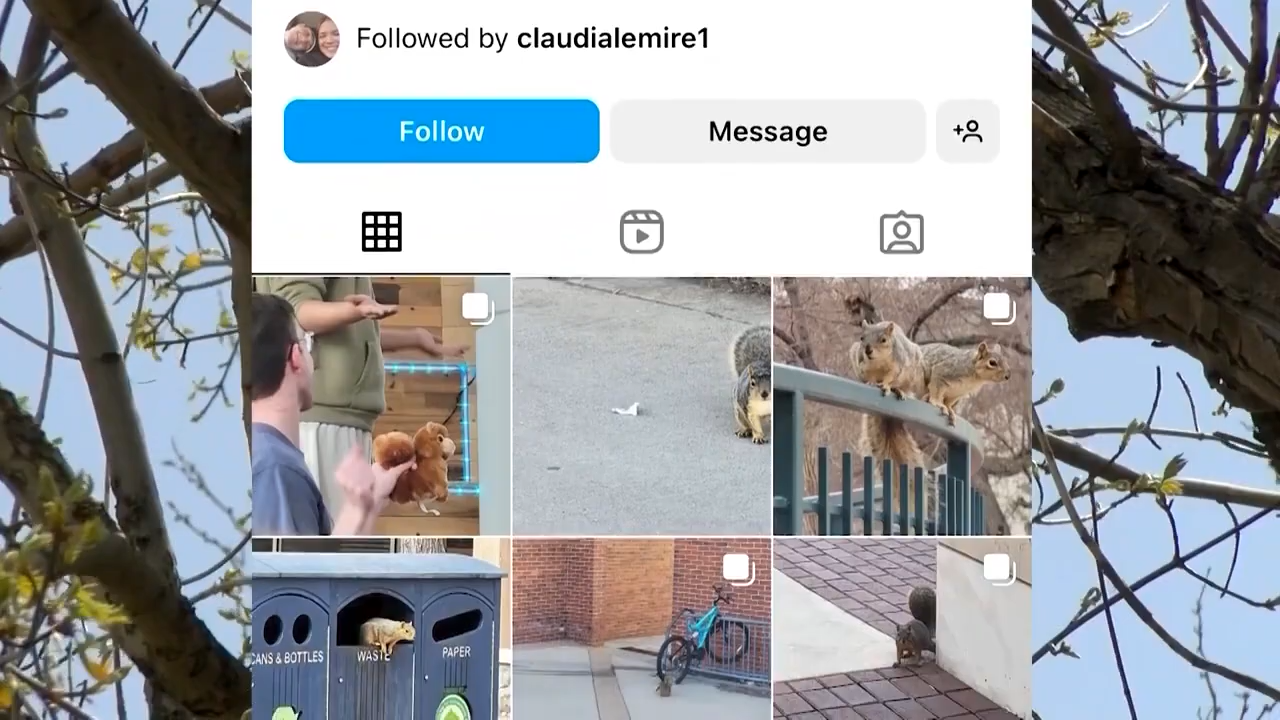 Followed by claudialemire1
Follow
Message
CANS & BOTTLES
WASTE
PAPER